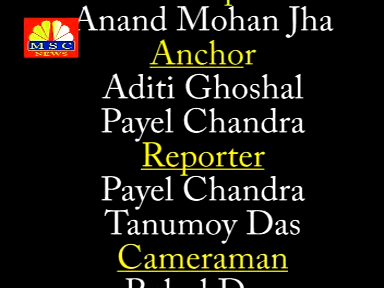 Anand Mohan Jha
MSC
NEWS
Anchor
Aditi Ghoshal
Payel Chandra
Reporter
Payel Chandra
Tanumoy Das
Cameraman